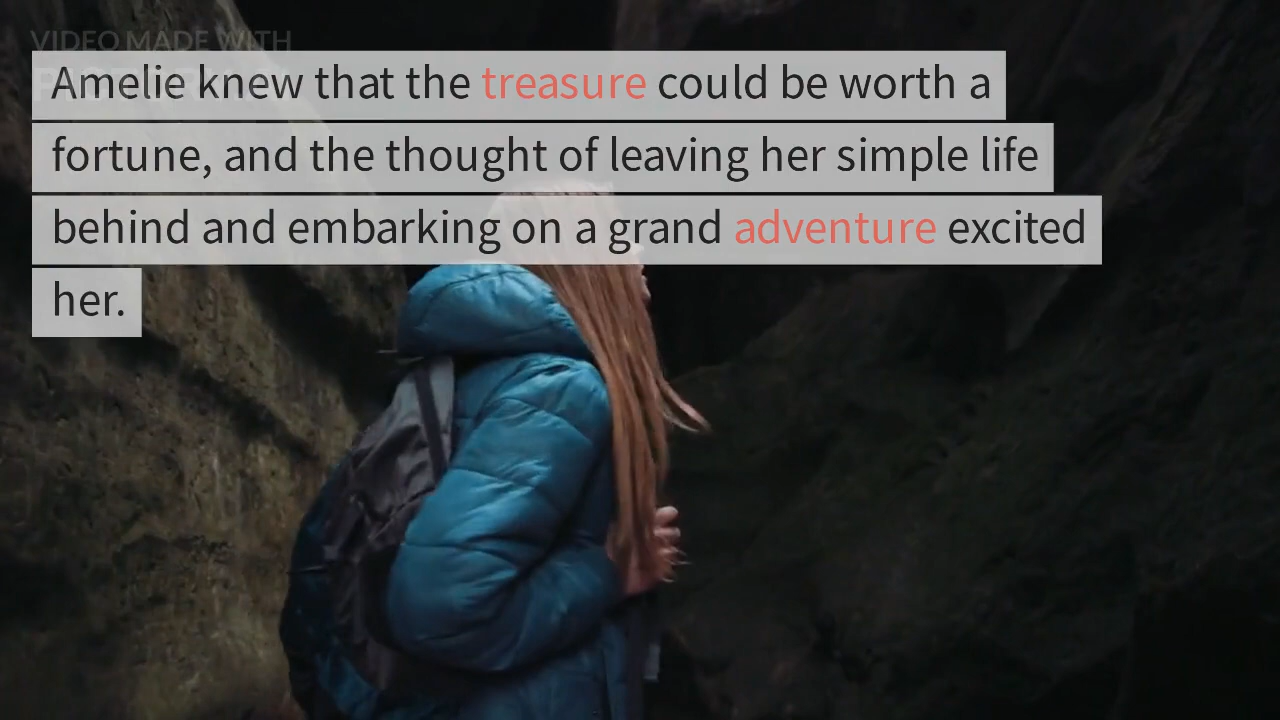 VIDEO MADE WITH
Amelie knew that the treasure could be worth a
fortune, and the thought of leaving her simple life
behind and embarking on a grand adventure excited
her.